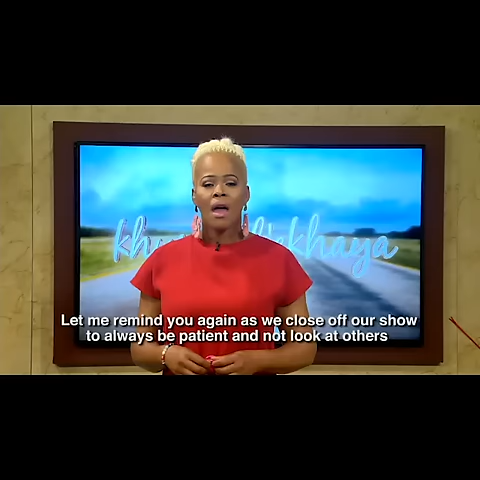 Let me remind you again as we close off our show
to always be patient and not look at others